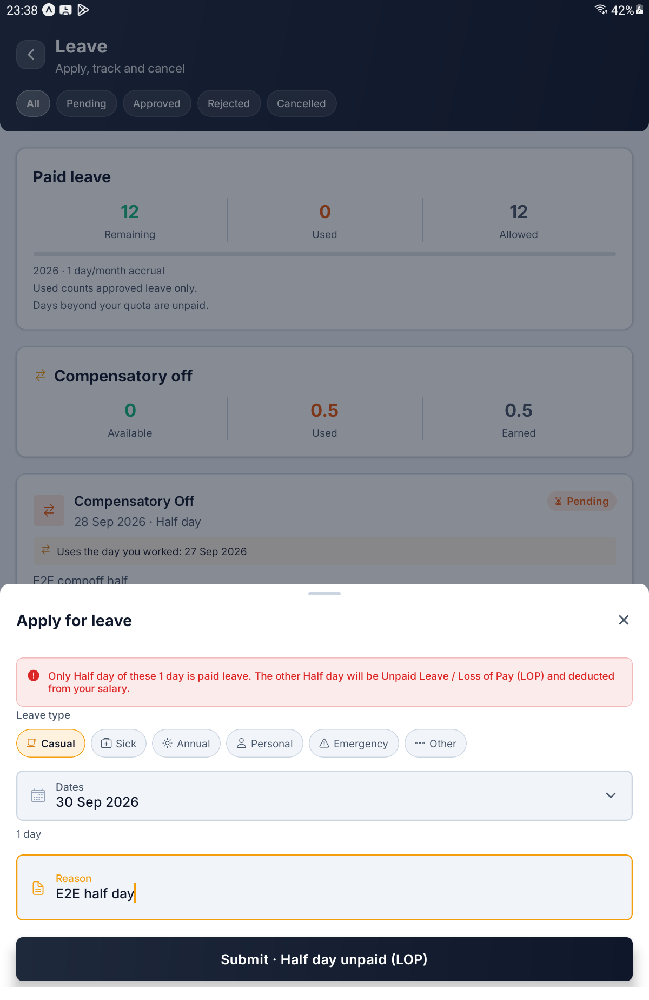 23:38
42%
Leave
Apply, track and cancel
All
Pending
Approved
Rejected
Cancelled
Paid leave
12
0
12
Remaining
Used
Allowed
2026 · 1 day/month accrual
Used counts approved leave only.
Days beyond your quota are unpaid.
Compensatory off
0
0.5
0.5
Available
Used
Earned
Compensatory Off
Pending
28 Sep 2026 · Half day
Uses the day you worked: 27 Sep 2026
E2E compoff half
Apply for leave
Only Half day of these 1 day is paid leave. The other Half day will be Unpaid Leave / Loss of Pay (LOP) and deducted
from your salary.
Leave type
Casual
Sick
Annual
Personal
Emergency
Other
Dates
30 Sep 2026
1 day
Reason
E2E half day
Submit · Half day unpaid (LOP)